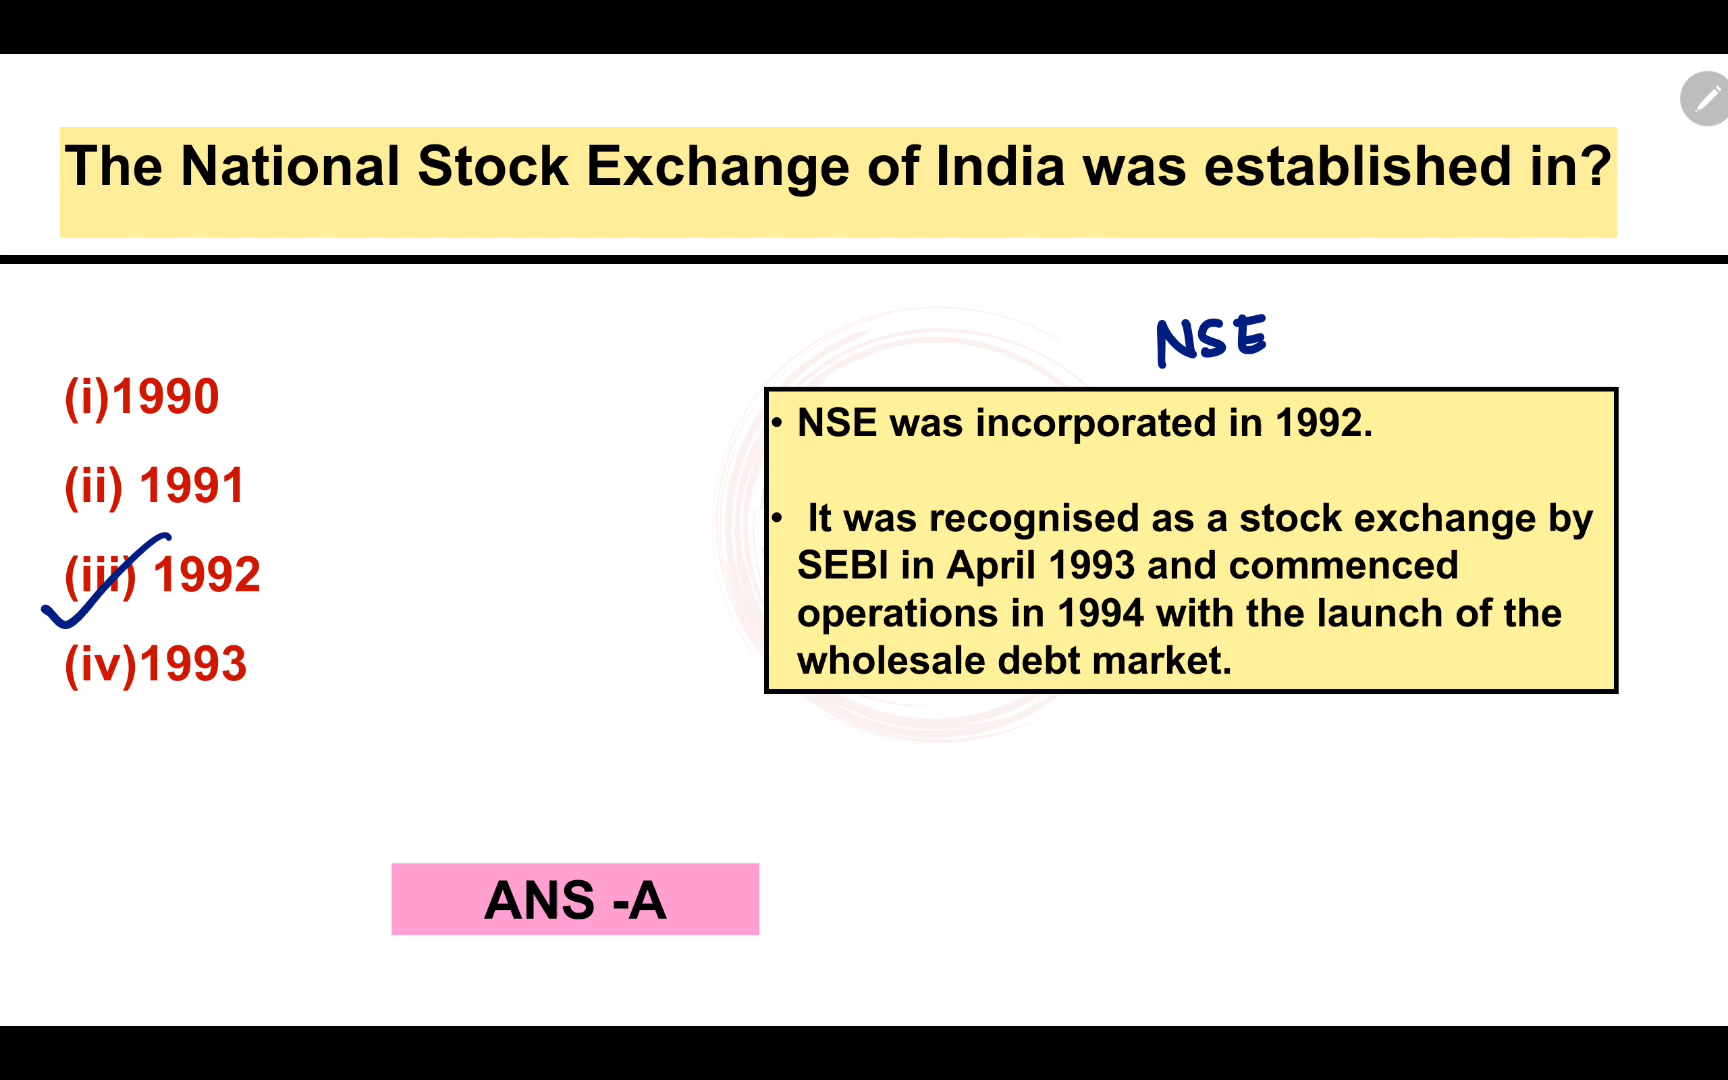 The National Stock Exchange of India was established in?
NSE
(i)1990
(ii) 1991
(iii) 1992
(iv)1993
• NSE was incorporated in 1992.
• It was recognised as a stock exchange by
SEBI in April 1993 and commenced
operations in 1994 with the launch of the
wholesale debt market.
ANS -A